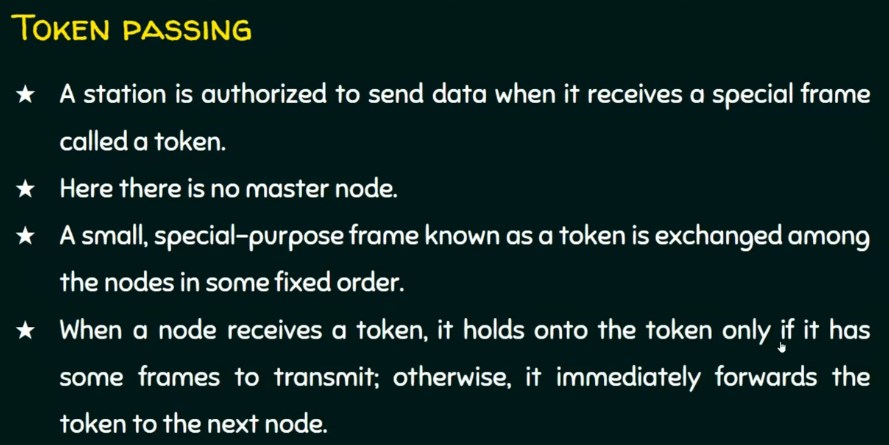 TOKEN PASSING
★ A station is authorized to send data when it receives a special frame
called a token.
★ Here there is no master node.
★ A small, special-purpose frame known as a token is exchanged among
the nodes in some fixed order.
★ When a node receives a token, it holds onto the token only if it has
some frames to transmit; otherwise, it immediately forwards the
token to the next node.